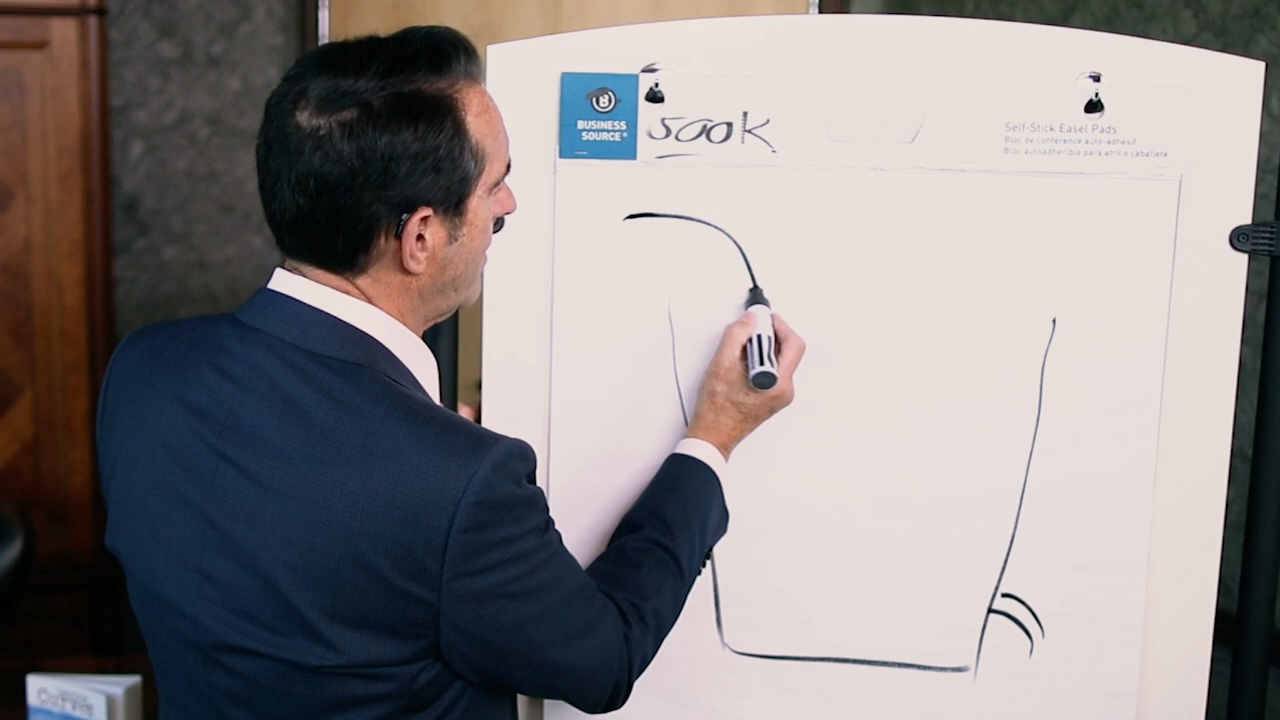 BUSINESS
SOURCE®
500K
Self-Stick Easel Pads
Bloc de conférence auto-adhésif
Bloc autoadherible para atril o caballete